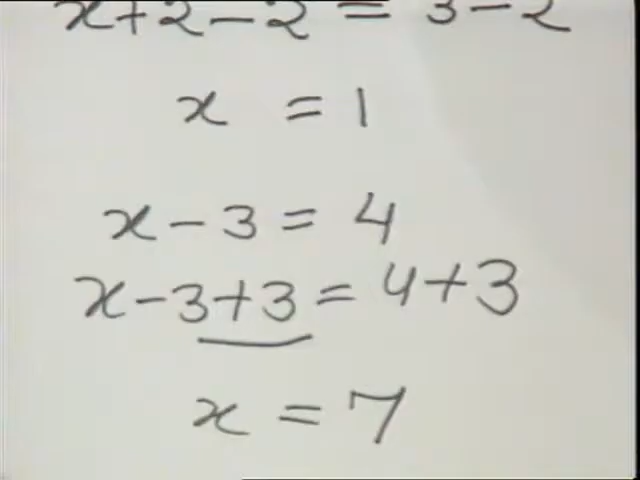 x+2-2 = 3-2
x = 1
x-3 = 4
x-3+3 = 4+3
x = 7